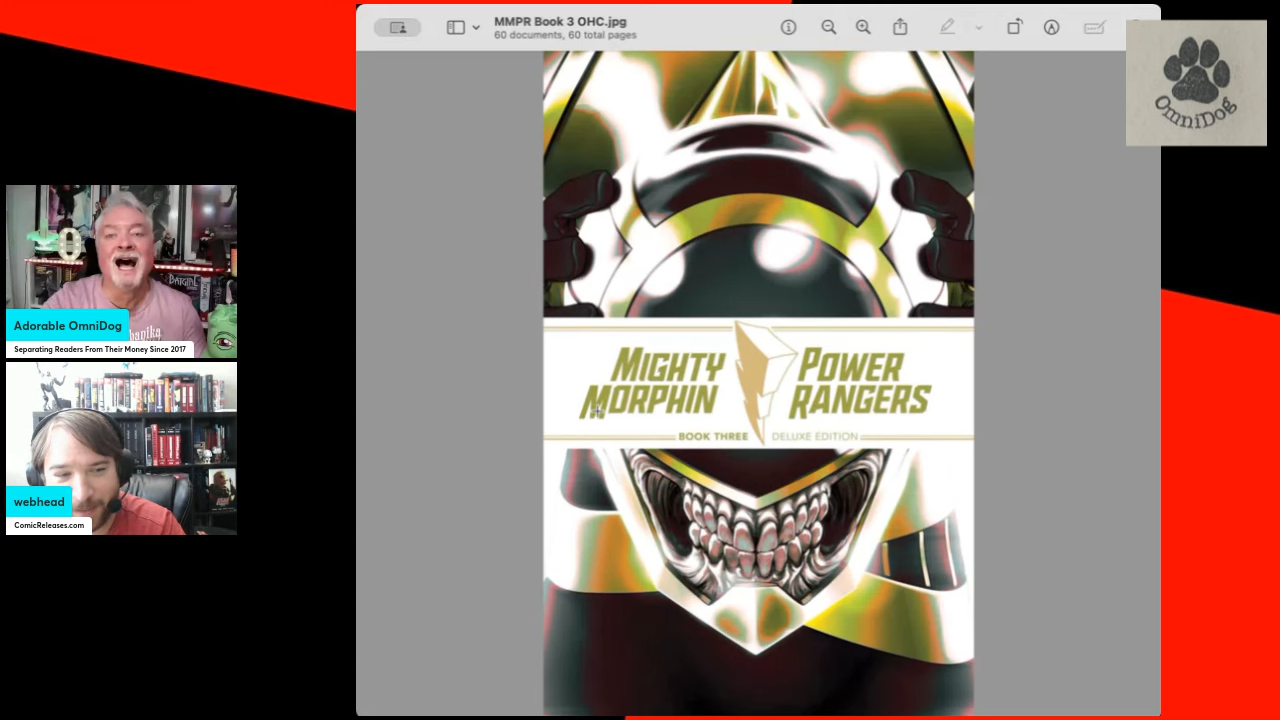 MMPR Book 3 OHC.jpg
60 documents, 60 total pages
OmniDog
BATGIRL
Adorable OmniDog
Separating Readers From Their Money Since 2017
webhead
ComicReleases.com
MIGHTY MORPHIN
POWER RANGERS
BOOK THREE DELUXE EDITION